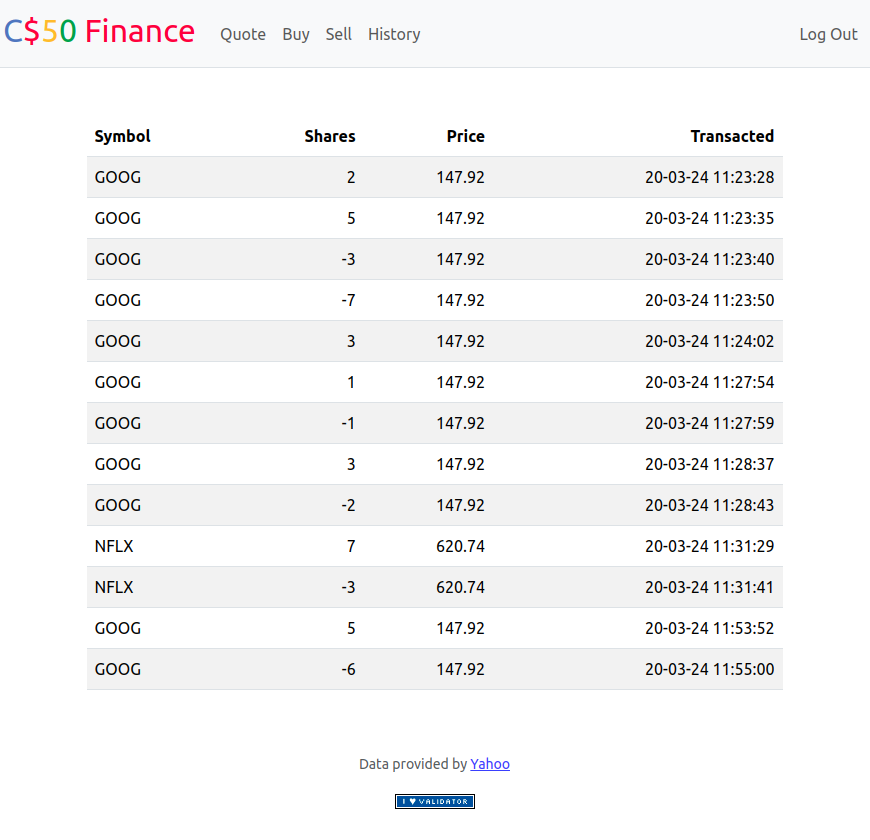 C$50 Finance Quote Buy Sell History Log Out
Symbol Shares Price Transacted
GOOG 2 147.92 20-03-24 11:23:28
GOOG 5 147.92 20-03-24 11:23:35
GOOG -3 147.92 20-03-24 11:23:40
GOOG -7 147.92 20-03-24 11:23:50
GOOG 3 147.92 20-03-24 11:24:02
GOOG 1 147.92 20-03-24 11:27:54
GOOG -1 147.92 20-03-24 11:27:59
GOOG 3 147.92 20-03-24 11:28:37
GOOG -2 147.92 20-03-24 11:28:43
NFLX 7 620.74 20-03-24 11:31:29
NFLX -3 620.74 20-03-24 11:31:41
GOOG 5 147.92 20-03-24 11:53:52
GOOG -6 147.92 20-03-24 11:55:00
Data provided by Yahoo
I ♥ VALIDATOR